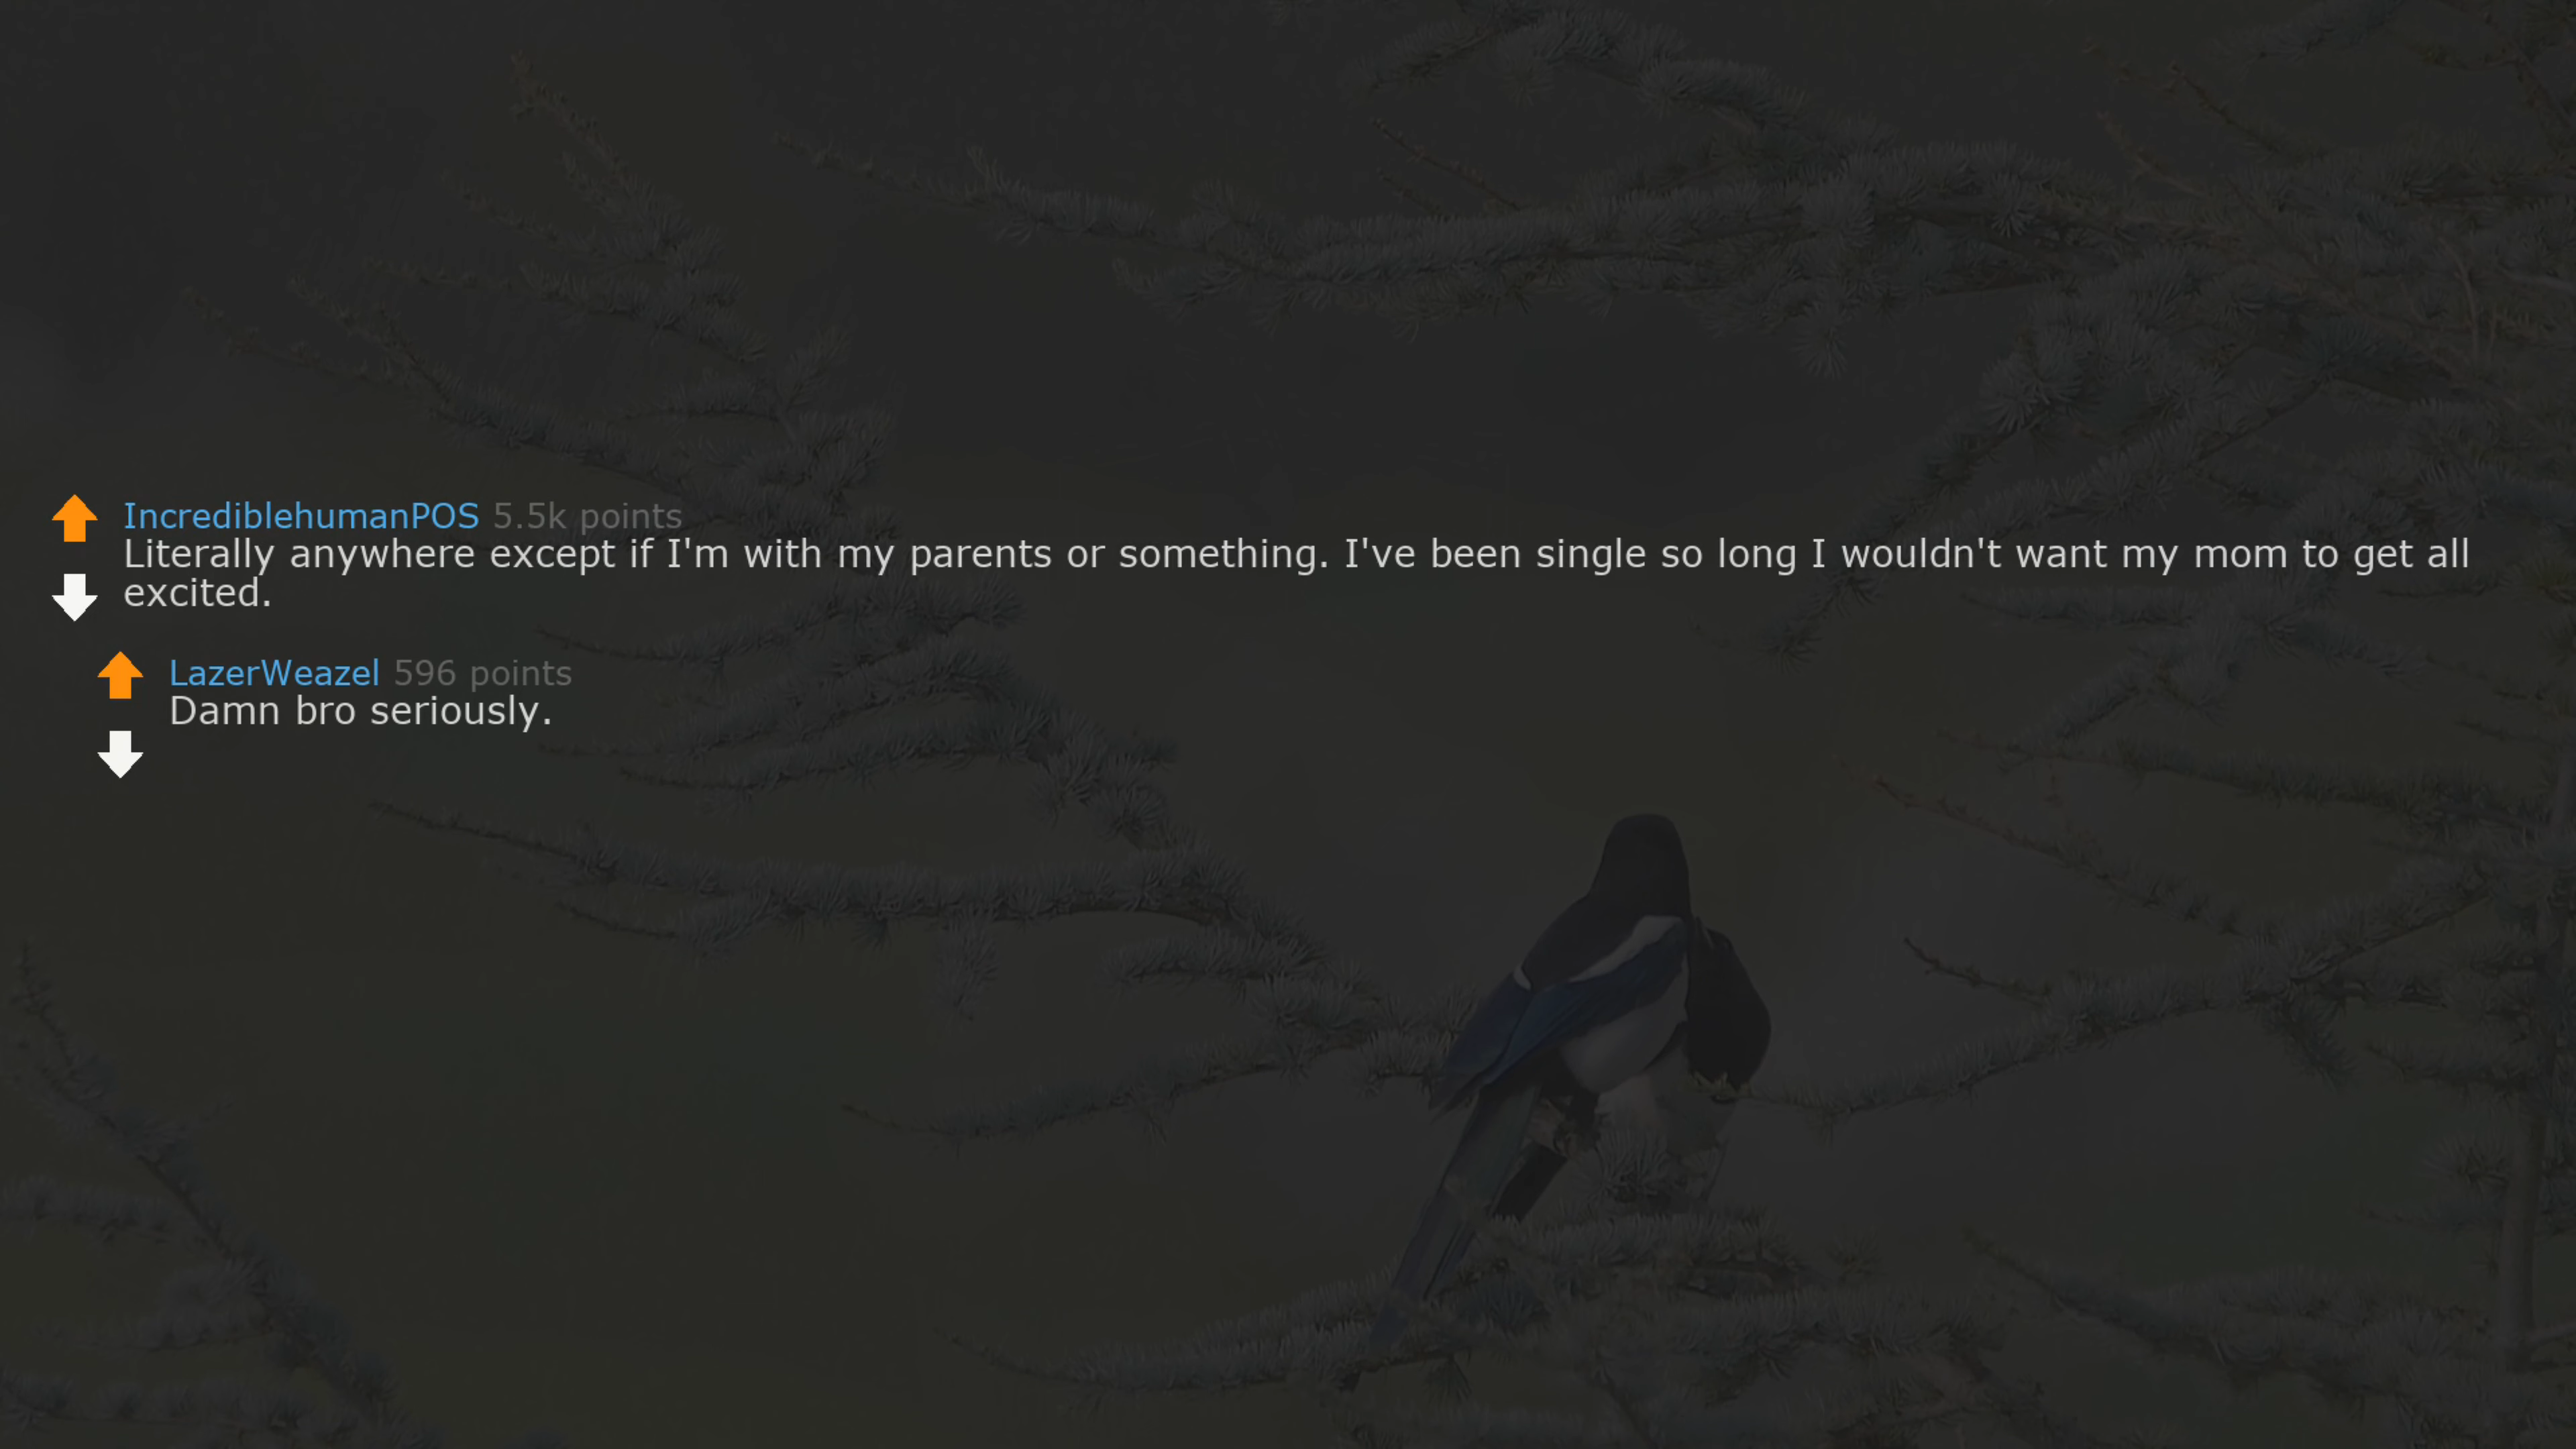 IncrediblehumanPOS 5.5k points
Literally anywhere except if I'm with my parents or something. I've been single so long I wouldn't want my mom to get all
excited.
LazerWeazel 596 points
Damn bro seriously.